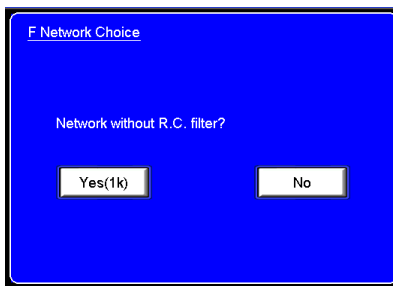 F Network Choice
Network without R.C. filter?
Yes(1k)
No